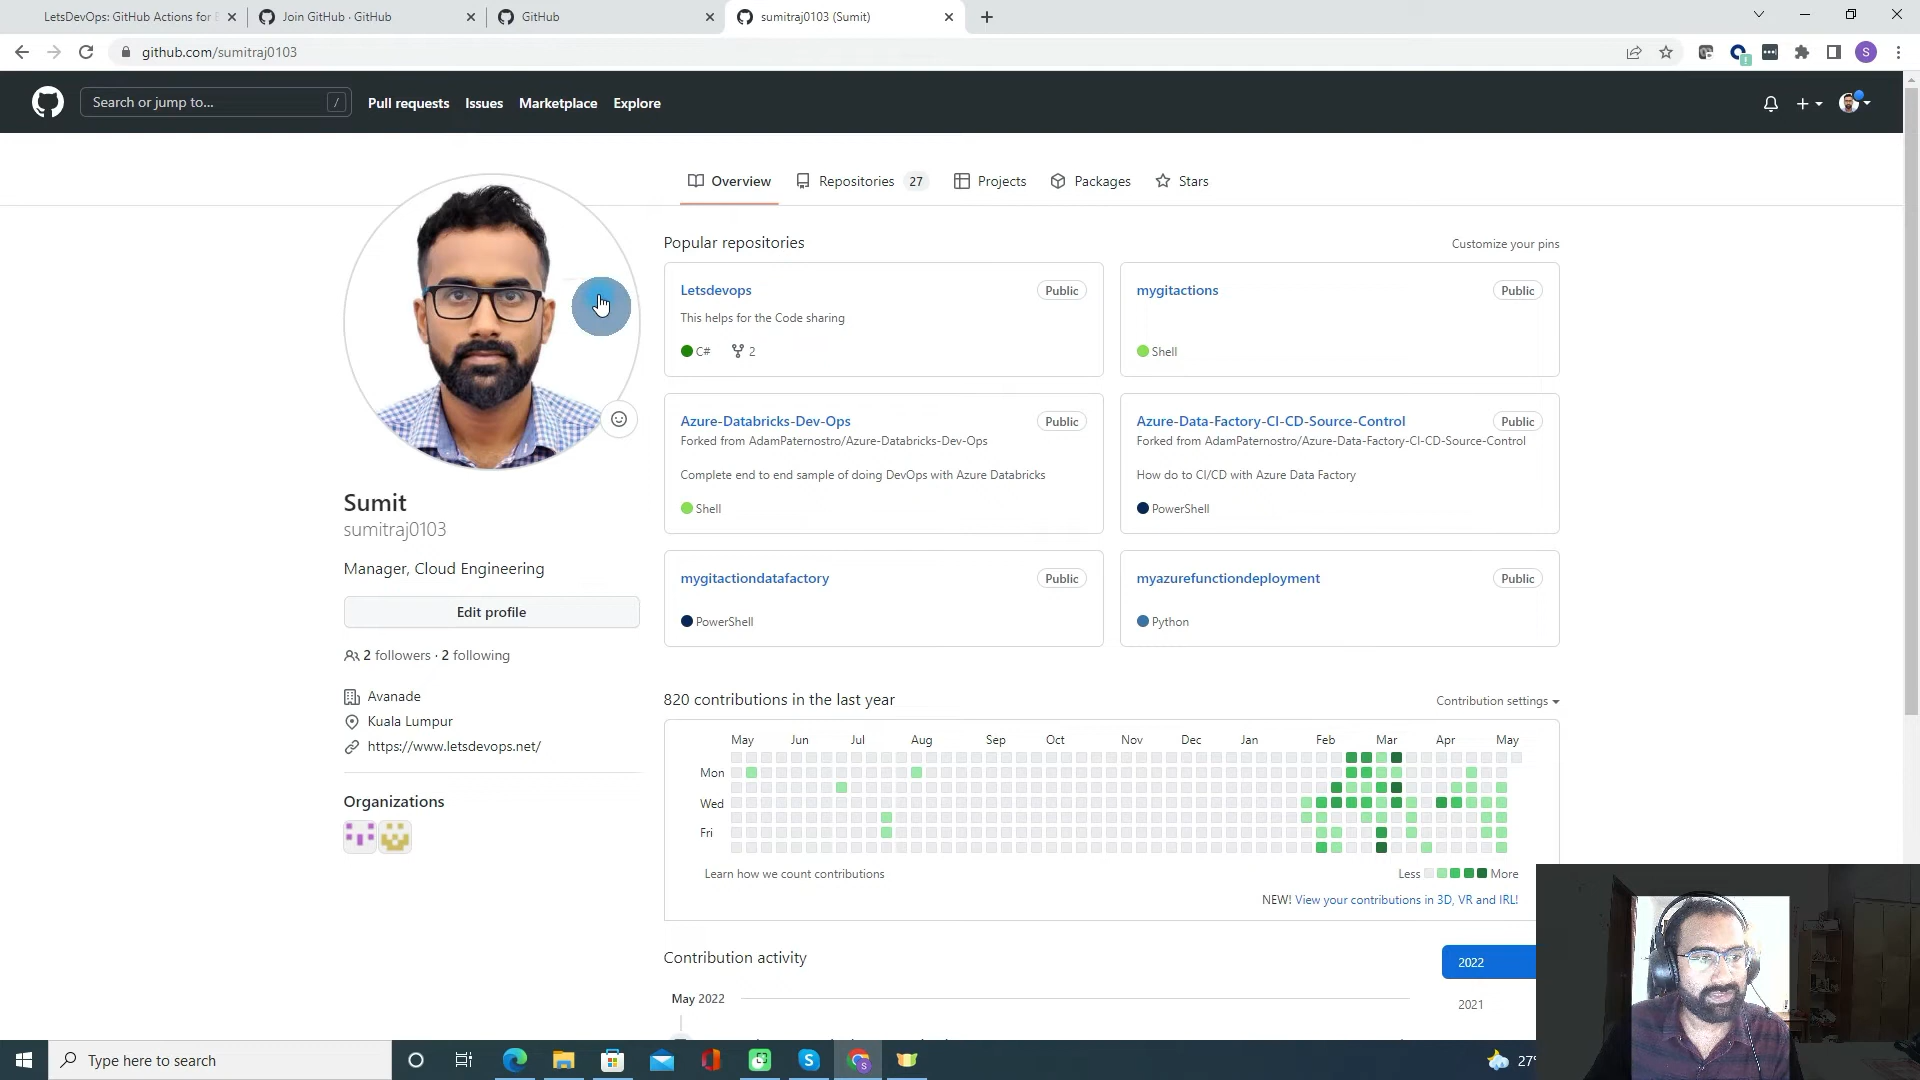 LetsDevOps: GitHub Actions for
Join GitHub · GitHub
GitHub
sumitraj0103 (Sumit)
github.com/sumitraj0103
S
Search or jump to...
/
Pull requests
Issues
Marketplace
Explore
Overview
Repositories 27
Projects
Packages
Stars
Popular repositories
Customize your pins
Letsdevops
Public
This helps for the Code sharing
C#
2
mygitactions
Public
Shell
Azure-Databricks-Dev-Ops
Public
Forked from AdamPaternostro/Azure-Databricks-Dev-Ops
Complete end to end sample of doing DevOps with Azure Databricks
Shell
Azure-Data-Factory-CI-CD-Source-Control
Public
Forked from AdamPaternostro/Azure-Data-Factory-CI-CD-Source-Control
How do to CI/CD with Azure Data Factory
PowerShell
mygitactiondatafactory
Public
PowerShell
myazurefunctiondeployment
Public
Python
Sumit
sumitraj0103
Manager, Cloud Engineering
Edit profile
2 followers · 2 following
Avanade
Kuala Lumpur
https://www.letsdevops.net/
Organizations
820 contributions in the last year
Contribution settings
May Jun Jul Aug Sep Oct Nov Dec Jan Feb Mar Apr May
Mon
Wed
Fri
Learn how we count contributions
Less
More
NEW! View your contributions in 3D, VR and IRL!
Contribution activity
2022
2021
May 2022
Type here to search
27°